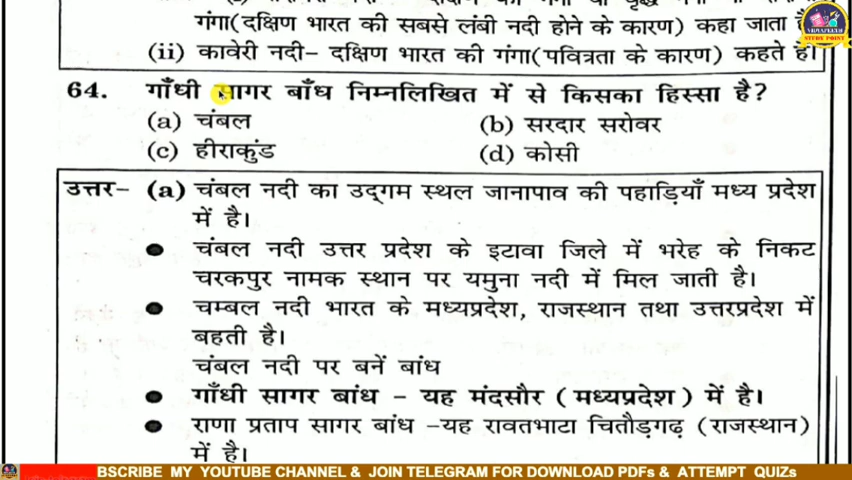 गंगा(दक्षिण भारत की सबसे लंबी नदी होने के कारण) कहा जाता है
(ii) कावेरी नदी– दक्षिण भारत की गंगा(पवित्रता के कारण) कहते हैं।
64. गाँधी सागर बाँध निम्नलिखित में से किसका हिस्सा है?
(a) चंबल (b) सरदार सरोवर
(c) हीराकुंड (d) कोसी
उत्तर– (a) चंबल नदी का उद्‌गम स्थल जानापाव की पहाड़ियाँ मध्य प्रदेश
में है।
● चंबल नदी उत्तर प्रदेश के इटावा जिले में भरेह के निकट
चरकपुर नामक स्थान पर यमुना नदी में मिल जाती है।
● चम्बल नदी भारत के मध्यप्रदेश, राजस्थान तथा उत्तरप्रदेश में
बहती है।
चंबल नदी पर बनें बांध
● गाँधी सागर बांध – यह मंदसौर (मध्यप्रदेश) में है।
● राणा प्रताप सागर बांध –यह रावतभाटा चितौड़गढ़ (राजस्थान)
में है।
BSCRIBE MY YOUTUBE CHANNEL & JOIN TELEGRAM FOR DOWNLOAD PDFs & ATTEMPT QUIZs